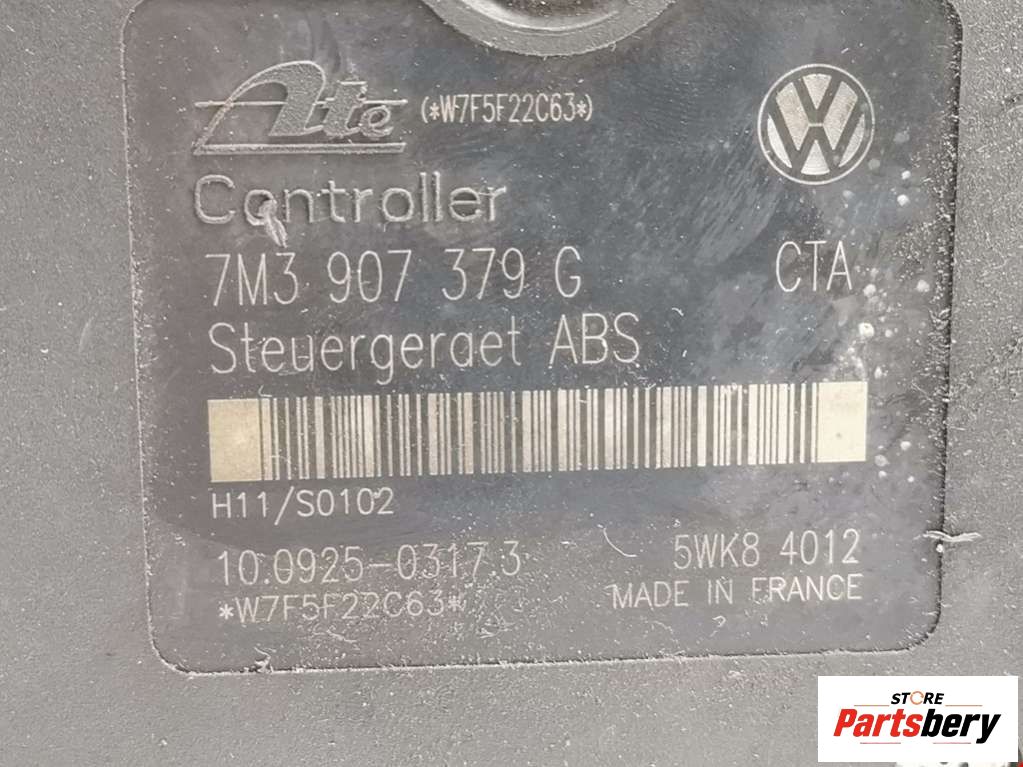 Ate (*W7F5F22C63*)
Controller
7M3 907 379 G CTA
Steuergeraet ABS
H11/S0102
10.0925-0317.3 5WK8 4012
*W7F5F22C63* MADE IN FRANCE
STORE
Partsbery